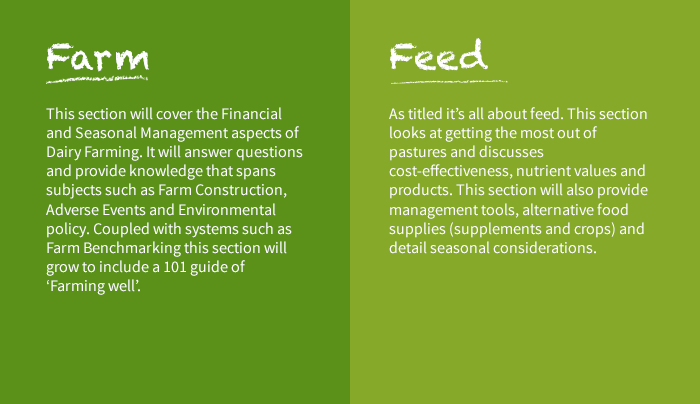 Farm
This section will cover the Financial
and Seasonal Management aspects of
Dairy Farming. It will answer questions
and provide knowledge that spans
subjects such as Farm Construction,
Adverse Events and Environmental
policy. Coupled with systems such as
Farm Benchmarking this section will
grow to include a 101 guide of
‘Farming well’.
Feed
As titled it’s all about feed. This section
looks at getting the most out of
pastures and discusses
cost-effectiveness, nutrient values and
products. This section will also provide
management tools, alternative food
supplies (supplements and crops) and
detail seasonal considerations.